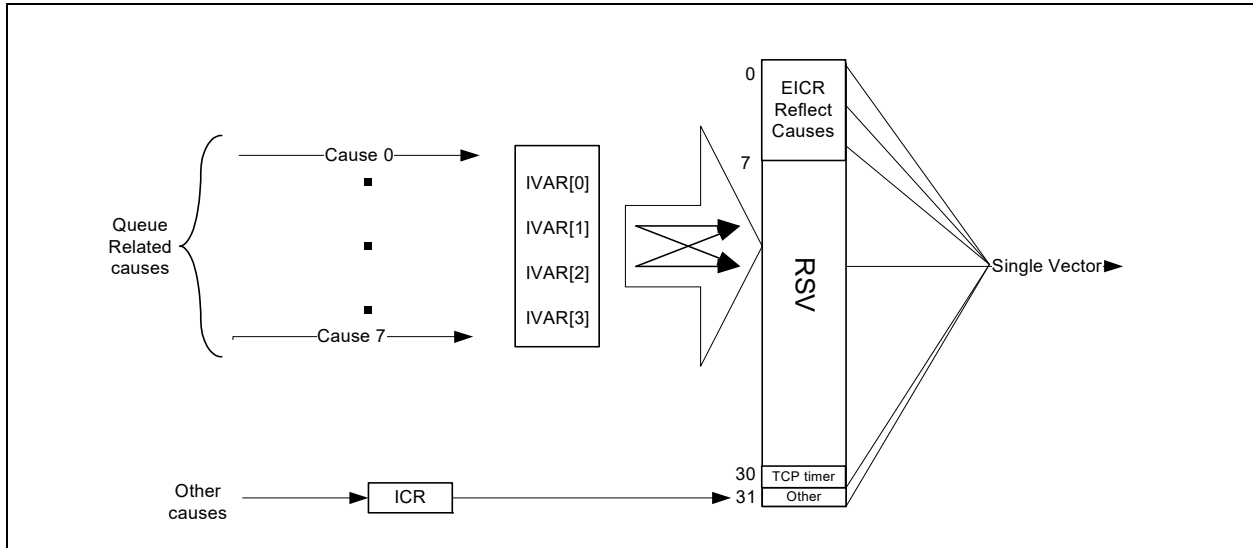 0
EICR
Reflect
Causes
7
Cause 0
Queue
Related
causes
Cause 7
IVAR[0]
IVAR[1]
IVAR[2]
IVAR[3]
RSV
Single Vector
30
TCP timer
31
Other
Other
causes
ICR